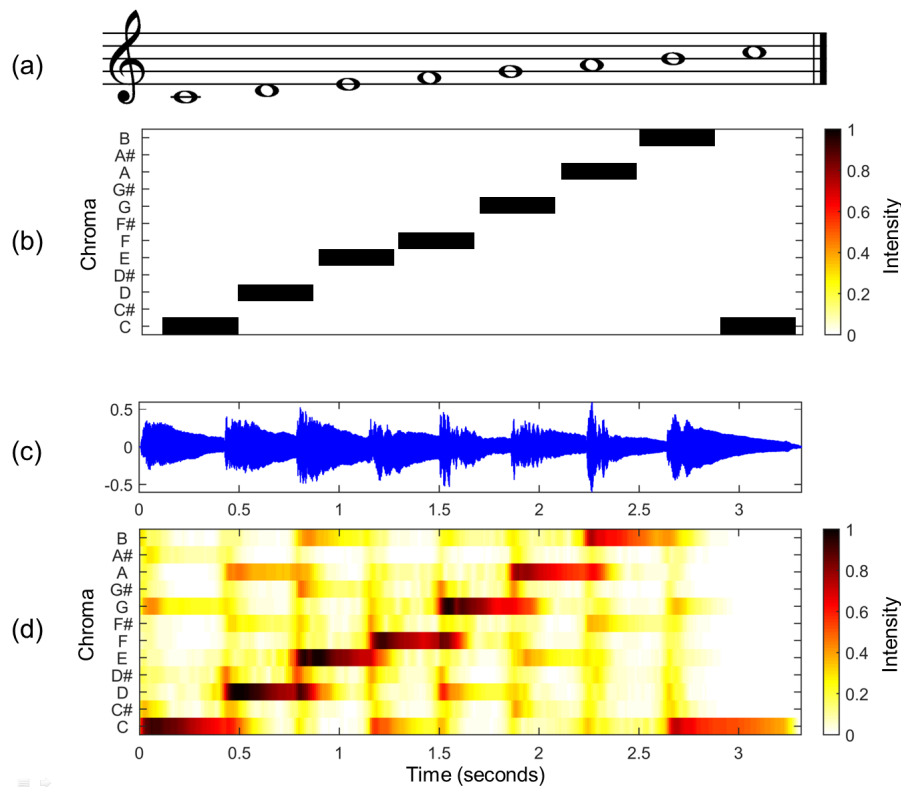 (a)
(b)
Chroma
B
A#
A
G#
G
F#
F
E
D#
D
C#
C
1
0.8
0.6
0.4
0.2
0
Intensity
(c)
0.5
0
-0.5
0 0.5 1 1.5 2 2.5 3
(d)
Chroma
B
A#
A
G#
G
F#
F
E
D#
D
C#
C
0 0.5 1 1.5 2 2.5 3
Time (seconds)
1
0.8
0.6
0.4
0.2
0
Intensity